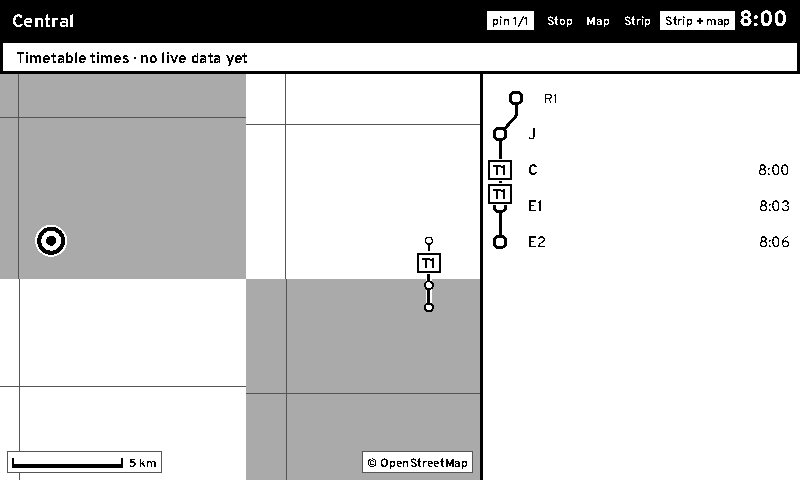 Central
pin 1/1 Stop Map Strip Strip + map 8:00
Timetable times · no live data yet
R1
J
T1 C 8:00
T1
E1 8:03
E2 8:06
T1
5 km
© OpenStreetMap